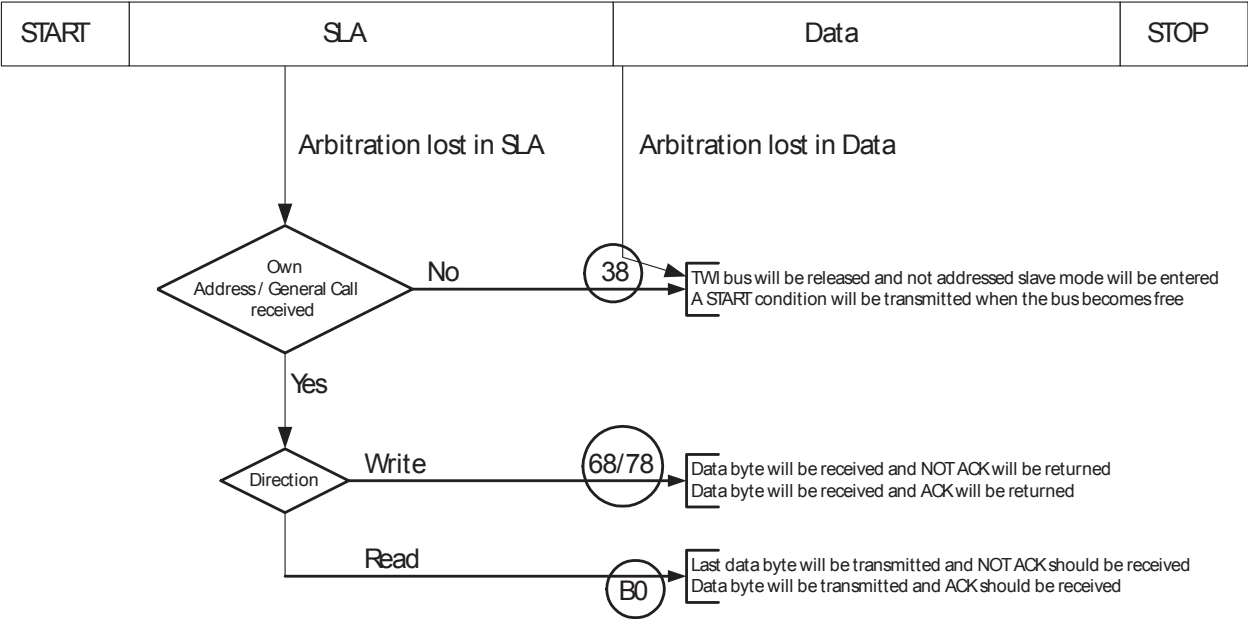 START SLA Data STOP
Arbitration lost in SLA Arbitration lost in Data
Own
Address / General Call
received
No
38
TWI bus will be released and not addressed slave mode will be entered
A START condition will be transmitted when the bus becomes free
Yes
Direction
Write
68/78
Data byte will be received and NOT ACK will be returned
Data byte will be received and ACK will be returned
Read
B0
Last data byte will be transmitted and NOT ACK should be received
Data byte will be transmitted and ACK should be received